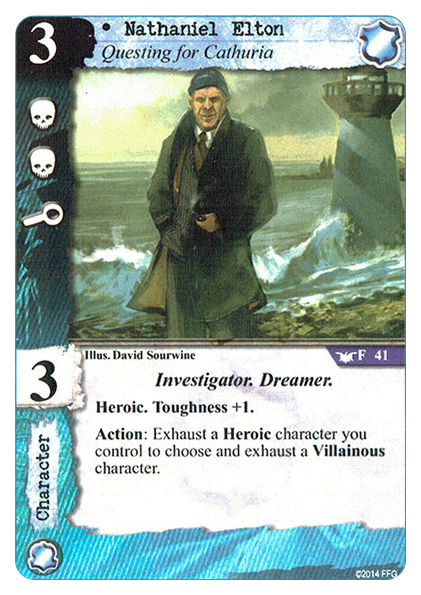 3
• Nathaniel Elton
Questing for Cathuria
Illus. David Sourwine
F 41
3
Investigator. Dreamer.
Heroic. Toughness +1.
Action: Exhaust a Heroic character you
control to choose and exhaust a Villainous
character.
Character
©2014 FFG